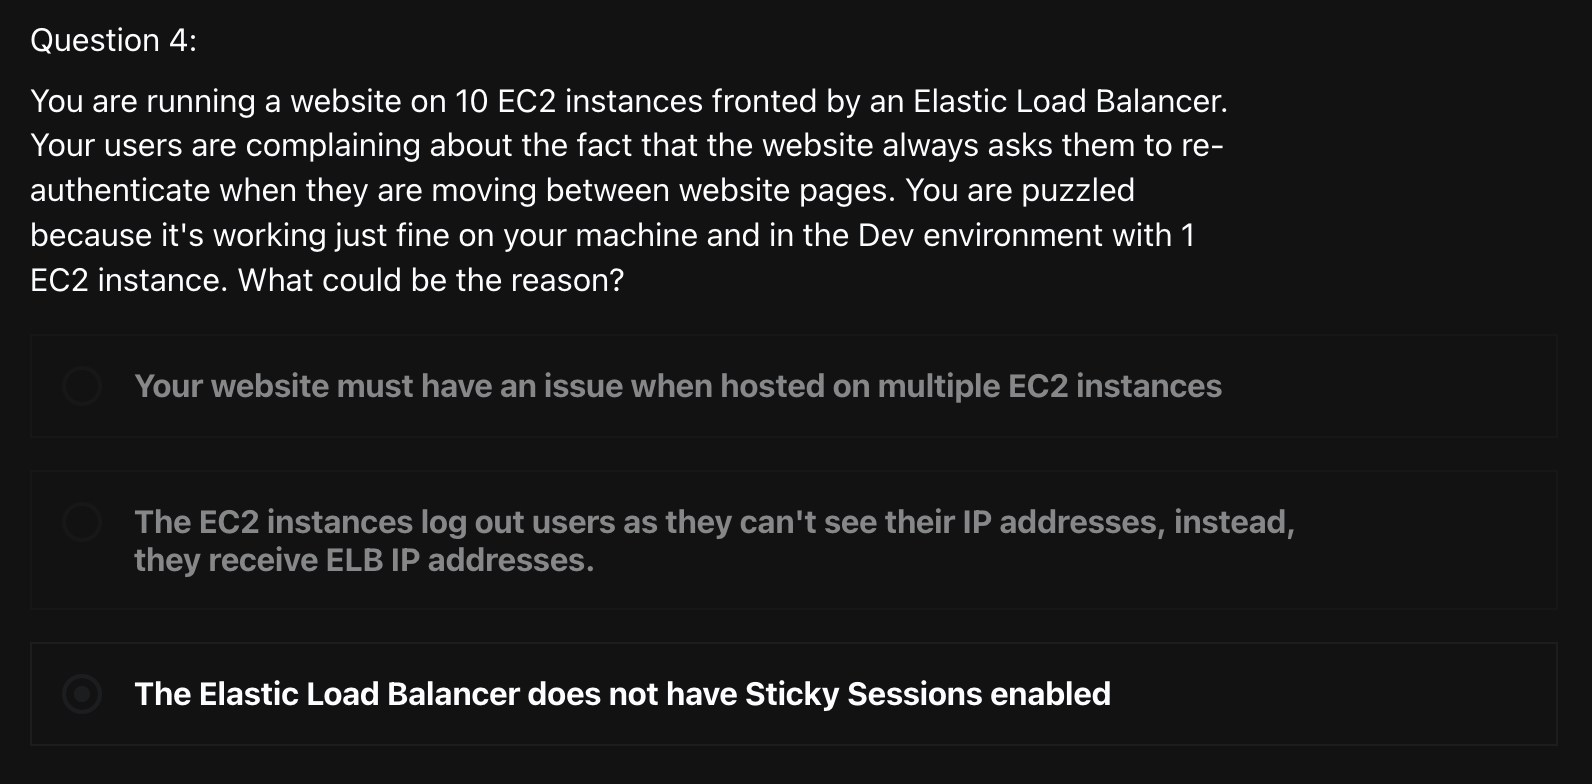 Question 4:
You are running a website on 10 EC2 instances fronted by an Elastic Load Balancer.
Your users are complaining about the fact that the website always asks them to re-
authenticate when they are moving between website pages. You are puzzled
because it's working just fine on your machine and in the Dev environment with 1
EC2 instance. What could be the reason?
Your website must have an issue when hosted on multiple EC2 instances
The EC2 instances log out users as they can't see their IP addresses, instead,
they receive ELB IP addresses.
The Elastic Load Balancer does not have Sticky Sessions enabled